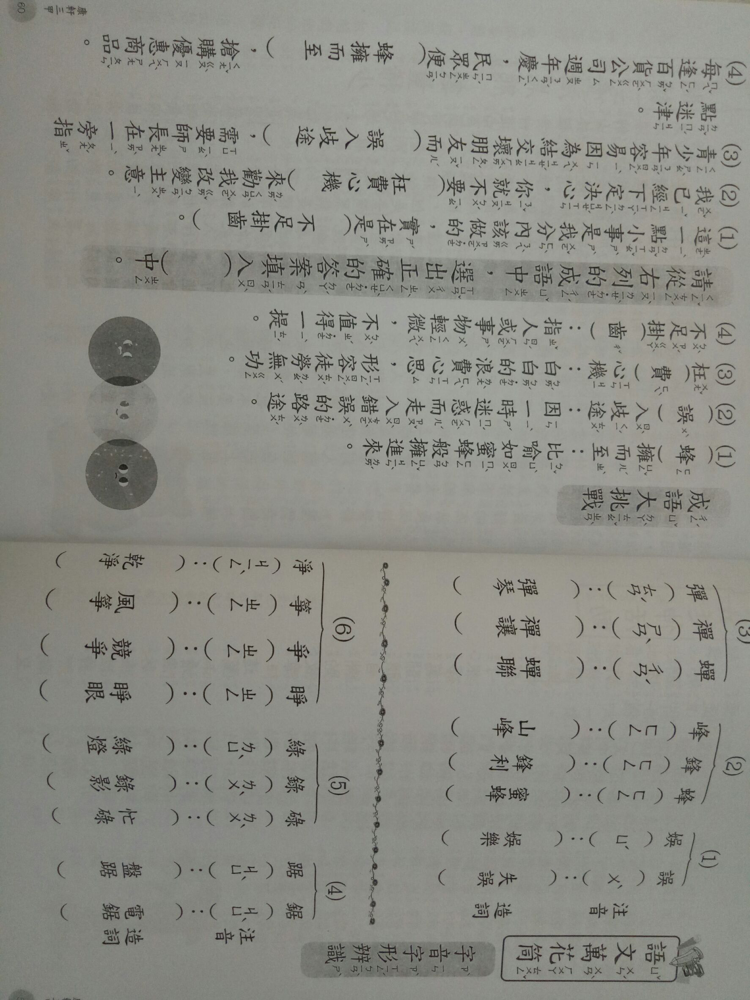 語文萬花筒
字音字形辨識
注音 造詞
(1)
誤(ㄨˋ):(失誤)
娛(ㄩˊ):(娛樂)
(2)
蜂(ㄈㄥ):(蜜蜂)
鋒(ㄈㄥ):(鋒利)
峰(ㄈㄥ):(山峰)
(3)
蟬(ㄔㄢˊ):(蟬聯)
禪(ㄕㄢˋ):(禪讓)
彈(ㄊㄢˊ):(彈琴)
注音 造詞
(4)
鋸(ㄐㄩˋ):(電鋸)
踞(ㄐㄩˋ):(盤踞)
(5)
碌(ㄌㄨˋ):(忙碌)
錄(ㄌㄨˋ):(錄影)
綠(ㄌㄩˋ):(綠燈)
(6)
睜(ㄓㄥ):(睜眼)
爭(ㄓㄥ):(競爭)
箏(ㄓㄥ):(風箏)
淨(ㄐㄧㄥˋ):(乾淨)
成語大挑戰
(1)(蜂)擁而至:比喻如蜜蜂般擁進來。
(2)(誤)入歧途:因一時迷惑而走入錯誤的路途。
(3)枉(費)心機:白白的浪費心思,形容徒勞無功。
(4)不足掛(齒):指人或事物輕微,不值得一提。
請從右列的成語中,選出正確的答案填入( )中。
(1)這一點小事是我分內該做的,實在是(不足掛齒)。
(2)我已經下定決心,你就不要(枉費心機)來勸我改變主意。
(3)青少年容易因為結交壞朋友而(誤入歧途),需要師長在一旁指
點迷津。
(4)每逢百貨公司週年慶,民眾便(蜂擁而至),搶購優惠商品。
康軒三甲
60